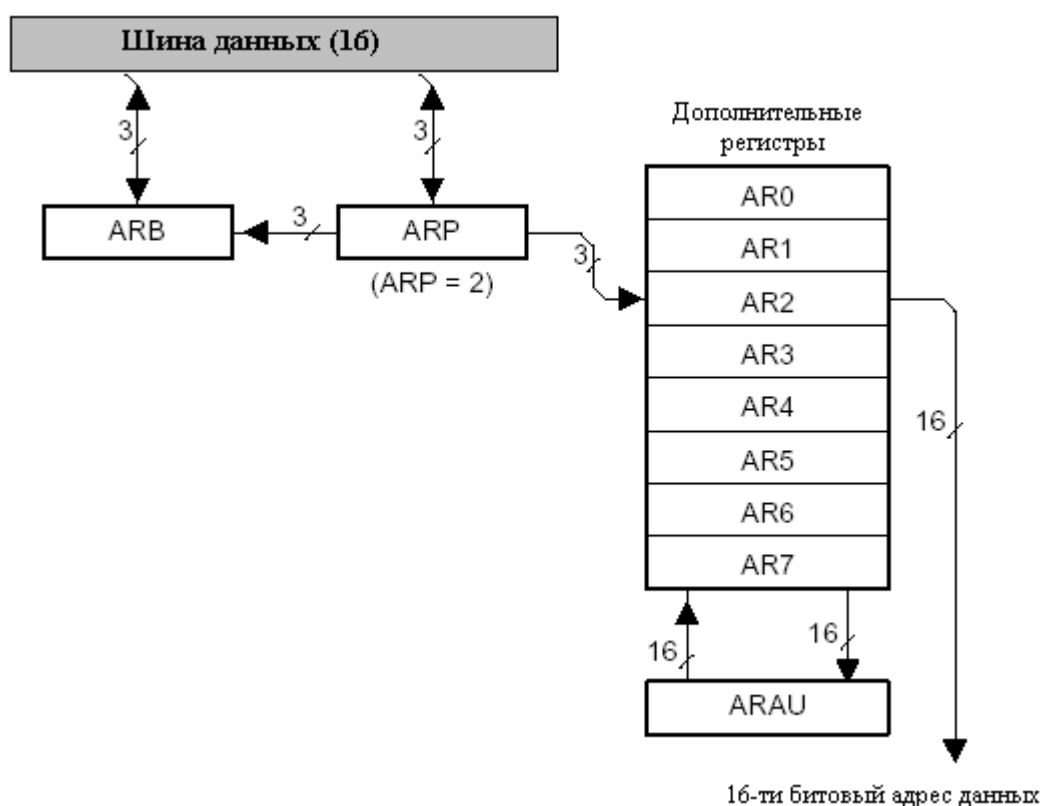 Шина данных (16)
3
3
Дополнительные
регистры
ARB
3
ARP
(ARP = 2)
3
AR0
AR1
AR2
AR3
AR4
AR5
AR6
AR7
16
16
16
ARAU
16-ти битовый адрес данных